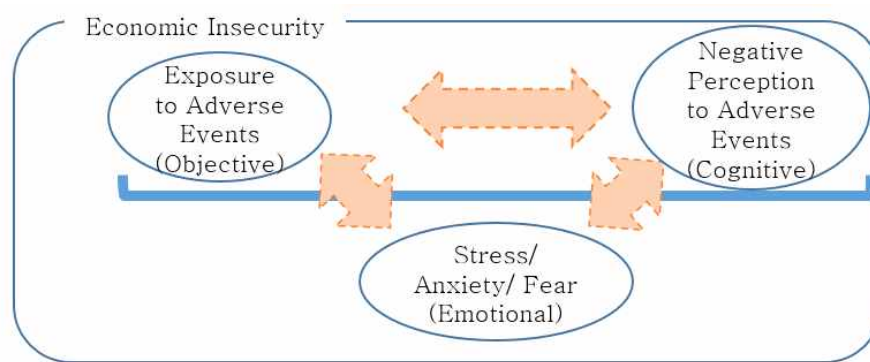 Economic Insecurity
Exposure
to Adverse
Events
(Objective)
Negative
Perception
to Adverse
Events
(Cognitive)
Stress/
Anxiety/ Fear
(Emotional)